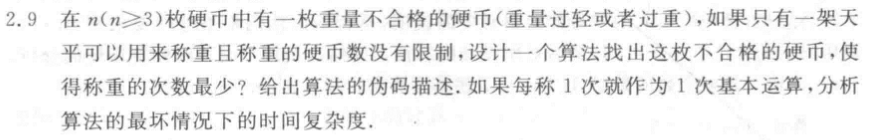 2.9 在 n(n≥3)枚硬币中有一枚重量不合格的硬币(重量过轻或者过重),如果只有一架天
平可以用来称重且称重的硬币数没有限制,设计一个算法找出这枚不合格的硬币,使
得称重的次数最少?给出算法的伪码描述.如果每称 1 次就作为 1 次基本运算,分析
算法的最坏情况下的时间复杂度.